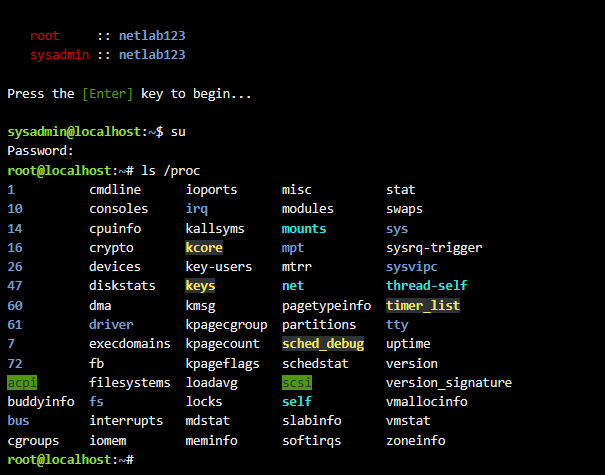 root     :: netlab123
sysadmin :: netlab123
Press the [Enter] key to begin...
sysadmin@localhost:~$ su
Password:
root@localhost:~# ls /proc
1          cmdline      ioports     misc          stat
10         consoles     irq         modules       swaps
14         cpuinfo      kallsyms    mounts        sys
16         crypto       kcore       mpt           sysrq-trigger
26         devices      key-users   mtrr          sysvipc
47         diskstats    keys        net           thread-self
60         dma          kmsg        pagetypeinfo  timer_list
61         driver       kpagecgroup partitions    tty
7          execdomains  kpagecount  sched_debug   uptime
72         fb           kpageflags  schedstat     version
acpi       filesystems  loadavg     scsi          version_signature
buddyinfo  fs           locks       self          vmallocinfo
bus        interrupts   mdstat      slabinfo      vmstat
cgroups    iomem        meminfo     softirqs      zoneinfo
root@localhost:~#